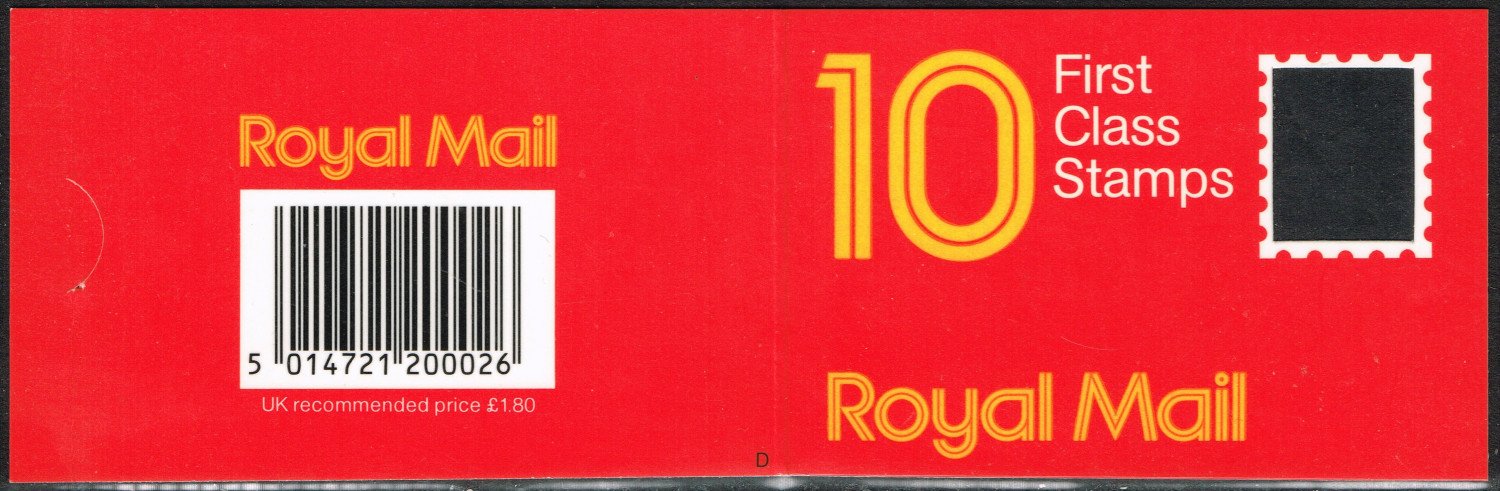 Royal Mail
5 014721 200026
UK recommended price £1.80
D
10
First
Class
Stamps
Royal Mail